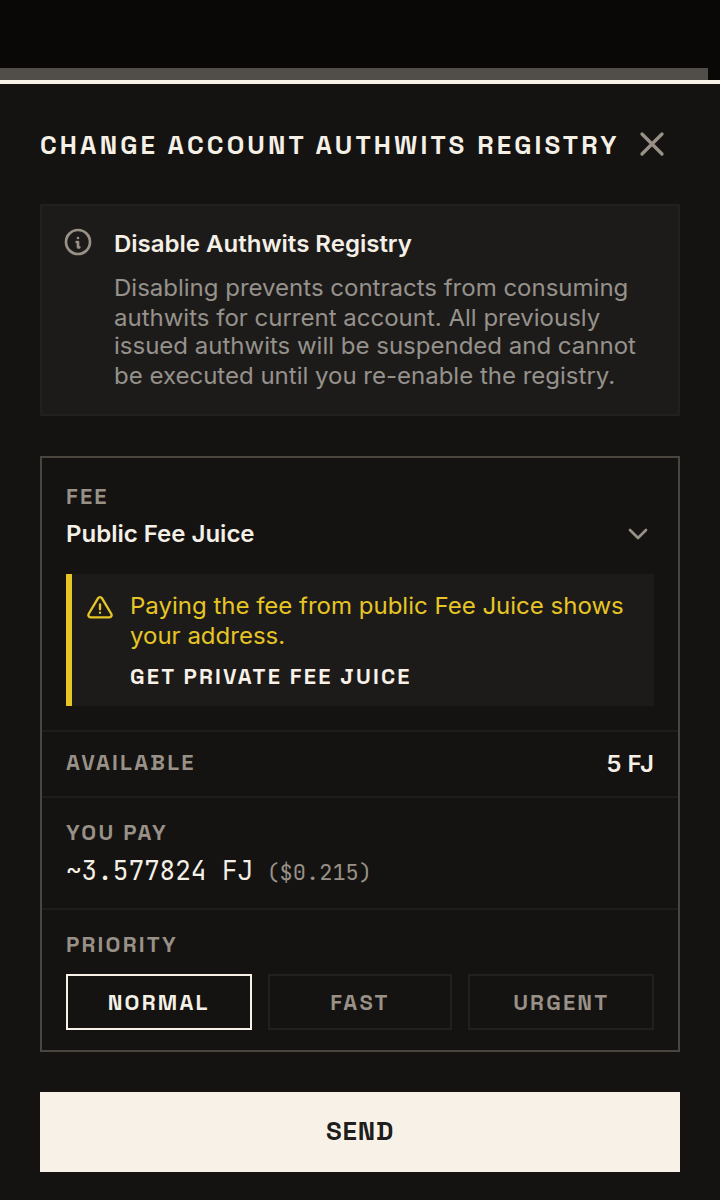 CHANGE ACCOUNT AUTHWITS REGISTRY
Disable Authwits Registry
Disabling prevents contracts from consuming
authwits for current account. All previously
issued authwits will be suspended and cannot
be executed until you re-enable the registry.
FEE
Public Fee Juice
Paying the fee from public Fee Juice shows
your address.
GET PRIVATE FEE JUICE
AVAILABLE 5 FJ
YOU PAY
~3.577824 FJ ($0.215)
PRIORITY
NORMAL FAST URGENT
SEND